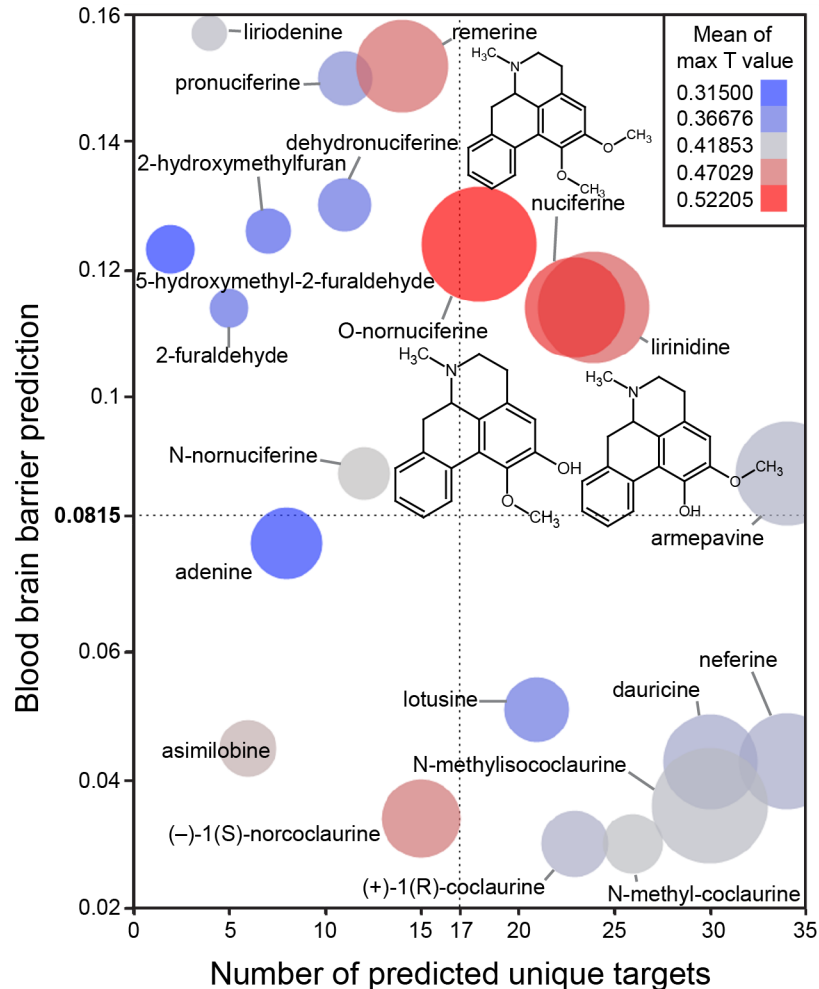 0.16
0.14
0.12
0.1
0.0815
0.06
0.04
0.02
Blood brain barrier prediction
0
5
10
15
17
20
25
30
35
Number of predicted unique targets
Mean of
max T value
0.31500
0.36676
0.41853
0.47029
0.52205
liriodenine
remerine
pronuciferine
H₃C
N
O
CH₃
O
CH₃
dehydronuciferine
2-hydroxymethylfuran
nuciferine
5-hydroxymethyl-2-furaldehyde
O-nornuciferine
lirinidine
2-furaldehyde
H₃C
N
OH
O
CH₃
H₃C
N
O
CH₃
OH
N-nornuciferine
armepavine
adenine
neferine
dauricine
lotusine
asimilobine
N-methylisococlaurine
(–)-1(S)-norcoclaurine
(+)-1(R)-coclaurine
N-methyl-coclaurine